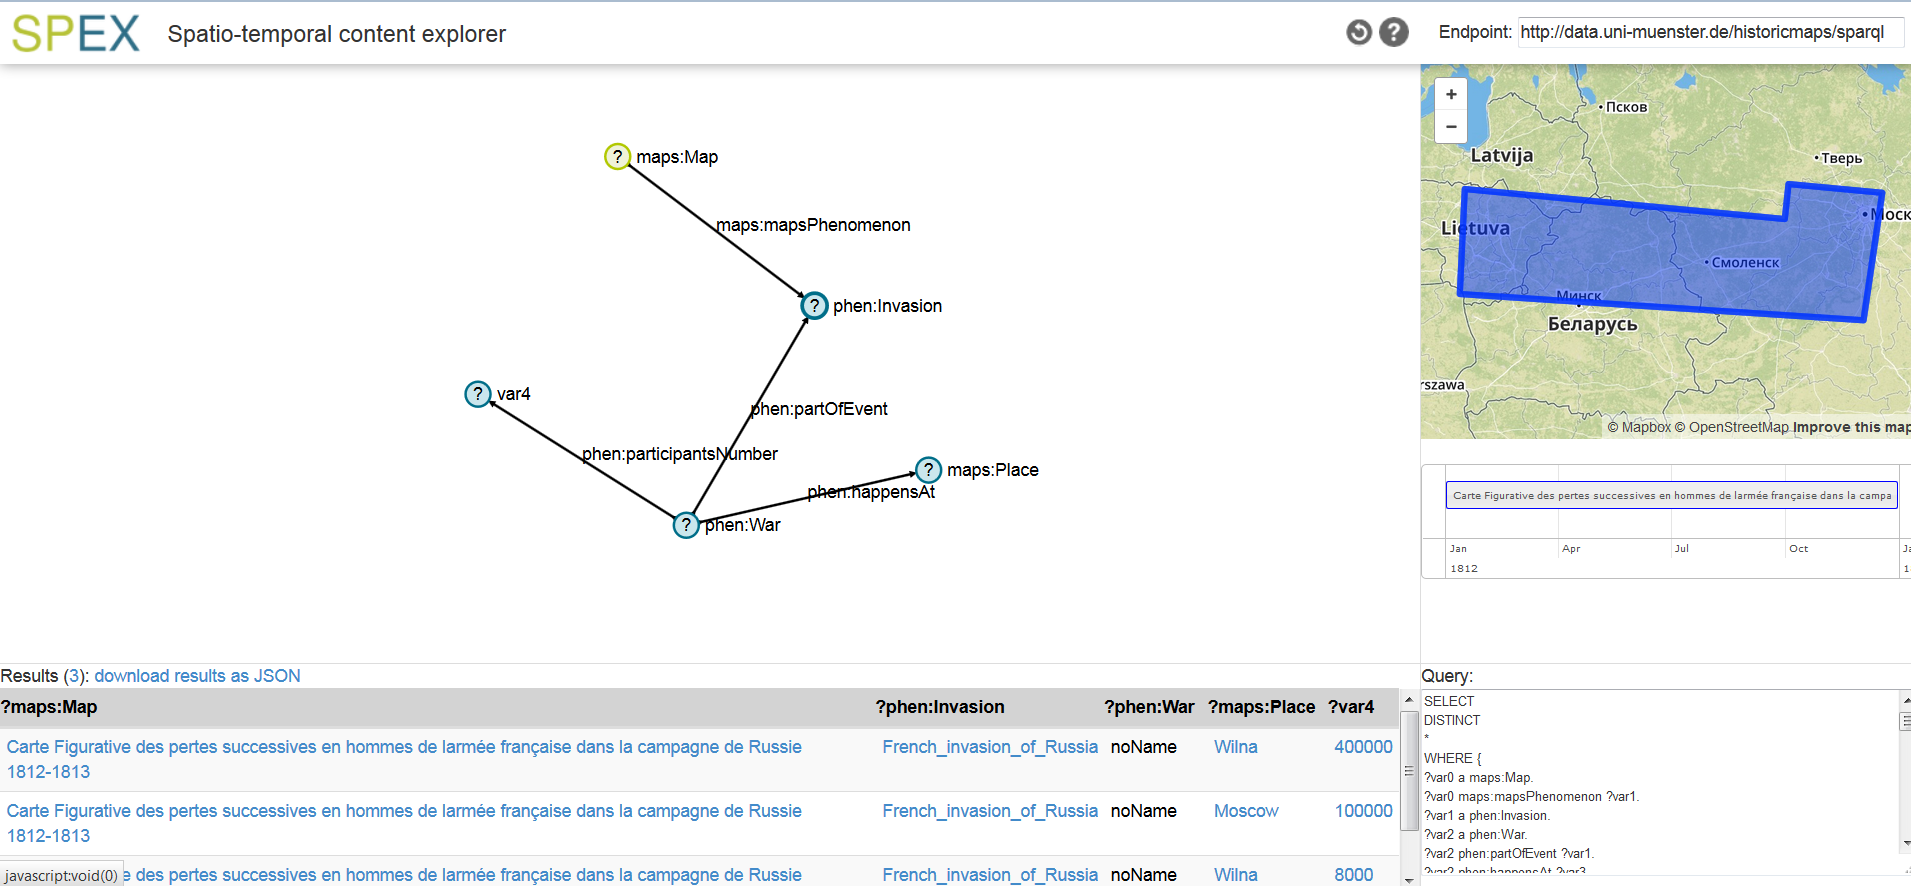 SPEX Spatio-temporal content explorer
Endpoint: http://data.uni-muenster.de/historicmaps/sparql
? maps:Map
maps:mapsPhenomenon
? phen:Invasion
? var4
phen:partOfEvent
phen:participantsNumber
? maps:Place
phen:happensAt
? phen:War
+
−
Псков
Latvija
Тверь
Моск
Lietuva
Смоленск
Минск
Беларусь
rszawa
© Mapbox © OpenStreetMap Improve this map
Carte Figurative des pertes successives en hommes de larmée française dans la campa
Jan Apr Jul Oct
1812
Results (3): download results as JSON
?maps:Map ?phen:Invasion ?phen:War ?maps:Place ?var4
Carte Figurative des pertes successives en hommes de larmée française dans la campagne de Russie French_invasion_of_Russia noName Wilna 400000
1812-1813
Carte Figurative des pertes successives en hommes de larmée française dans la campagne de Russie French_invasion_of_Russia noName Moscow 100000
1812-1813
e des pertes successives en hommes de larmée française dans la campagne de Russie French_invasion_of_Russia noName Wilna 8000
javascript:void(0)
Query:
SELECT
DISTINCT
*
WHERE {
?var0 a maps:Map.
?var0 maps:mapsPhenomenon ?var1.
?var1 a phen:Invasion.
?var2 a phen:War.
?var2 phen:partOfEvent ?var1.
?var2 phen:happensAt ?var3